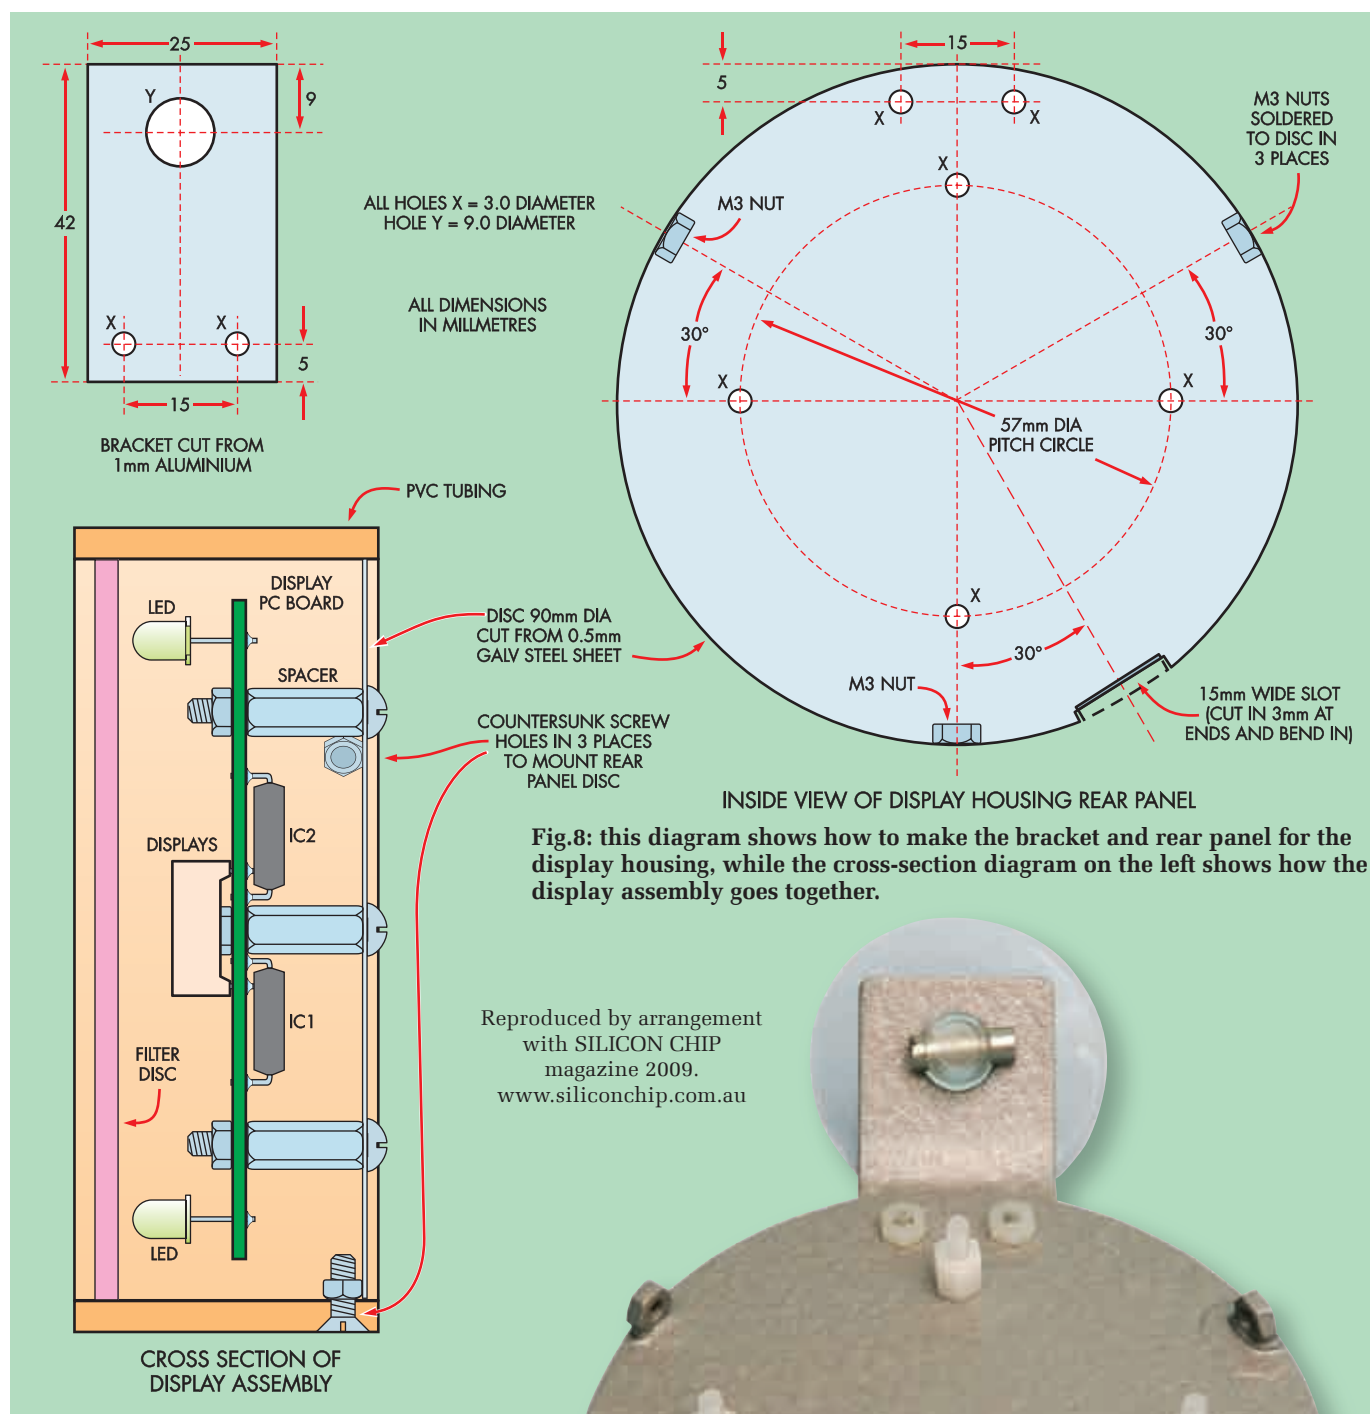 25
42
9
Y
X
X
5
15
BRACKET CUT FROM
1mm ALUMINIUM
ALL HOLES X = 3.0 DIAMETER
HOLE Y = 9.0 DIAMETER
ALL DIMENSIONS
IN MILLMETRES
15
5
X
X
X
M3 NUT
M3 NUTS
SOLDERED
TO DISC IN
3 PLACES
30°
30°
X
X
57mm DIA
PITCH CIRCLE
X
30°
M3 NUT
15mm WIDE SLOT
(CUT IN 3mm AT
ENDS AND BEND IN)
INSIDE VIEW OF DISPLAY HOUSING REAR PANEL
PVC TUBING
LED
DISPLAY
PC BOARD
DISC 90mm DIA
CUT FROM 0.5mm
GALV STEEL SHEET
SPACER
COUNTERSUNK SCREW
HOLES IN 3 PLACES
TO MOUNT REAR
PANEL DISC
IC2
DISPLAYS
IC1
FILTER
DISC
LED
CROSS SECTION OF
DISPLAY ASSEMBLY
Fig.8: this diagram shows how to make the bracket and rear panel for the
display housing, while the cross-section diagram on the left shows how the
display assembly goes together.
Reproduced by arrangement
with SILICON CHIP
magazine 2009.
www.siliconchip.com.au